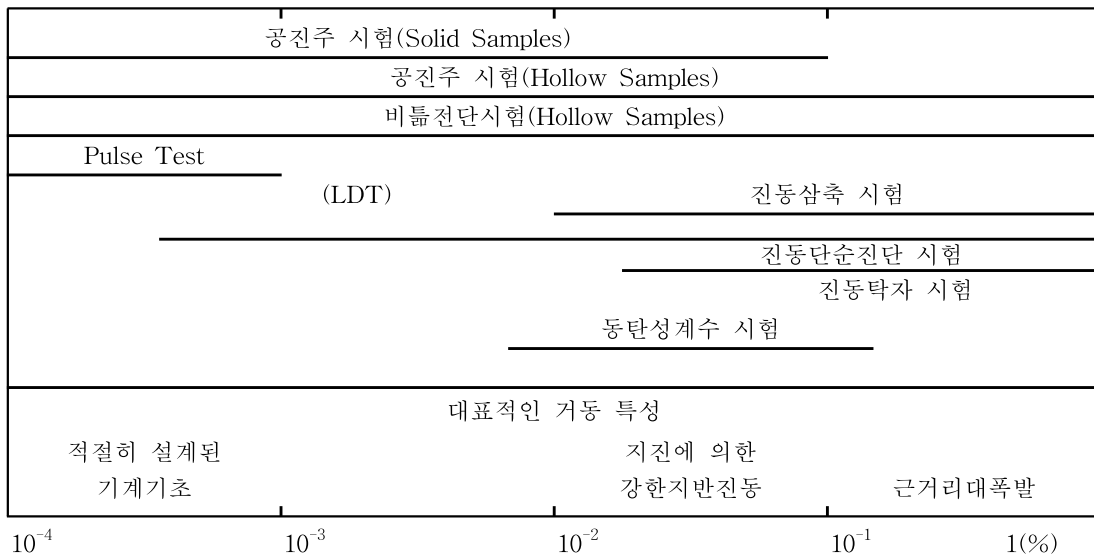 공진주 시험(Solid Samples)
공진주 시험(Hollow Samples)
비틂전단시험(Hollow Samples)
Pulse Test
(LDT) 진동삼축 시험
진동단순진단 시험
진동탁자 시험
동탄성계수 시험
대표적인 거동 특성
적절히 설계된 지진에 의한
기계기초 강한지반진동 근거리대폭발
10⁻⁴ 10⁻³ 10⁻² 10⁻¹ 1(%)